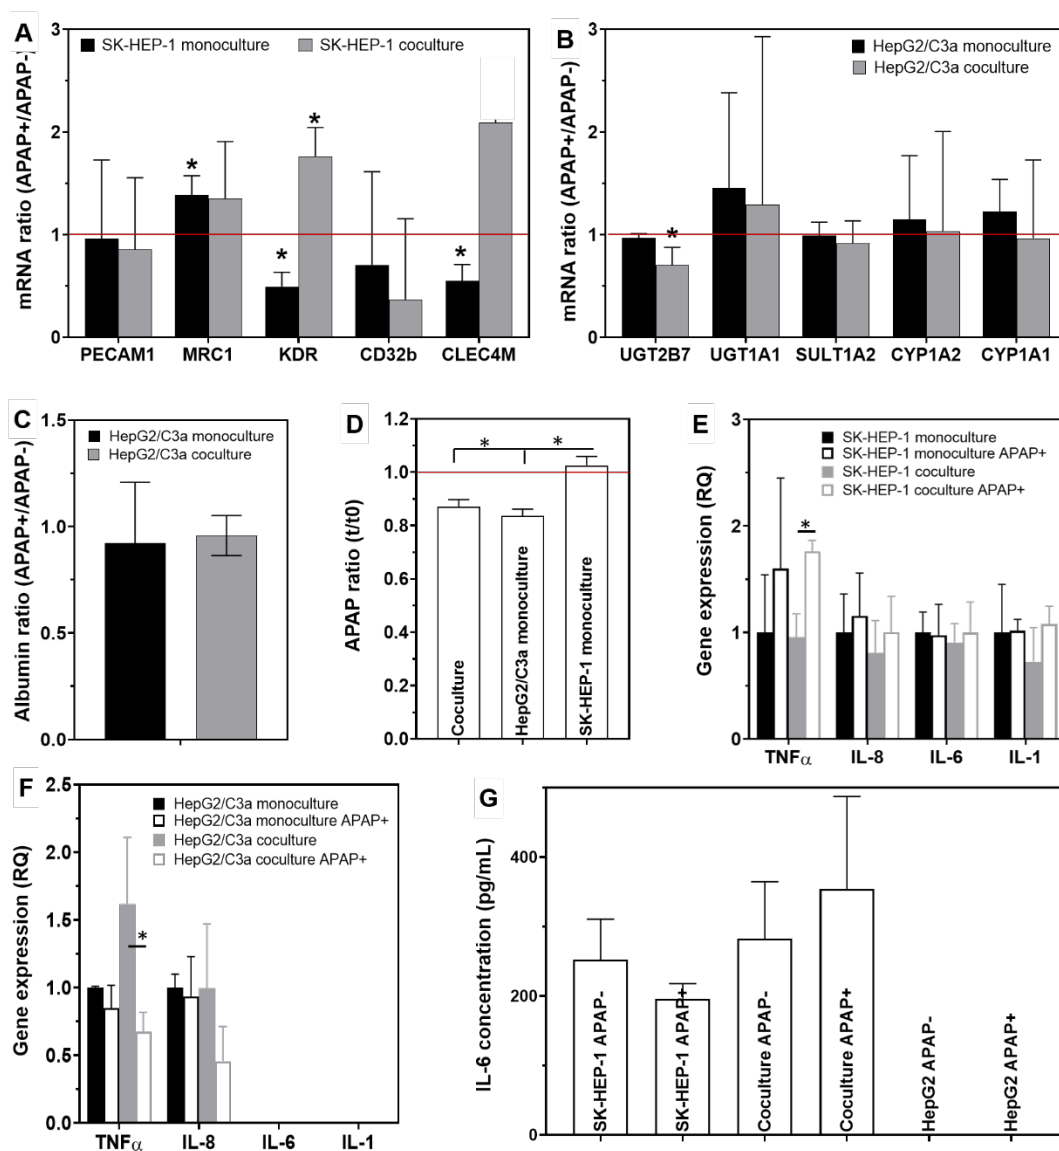 A
SK-HEP-1 monoculture
SK-HEP-1 coculture
mRNA ratio (APAP+/APAP-)
3
2
1
0
*
*
*
*
PECAM1 MRC1 KDR CD32b CLEC4M
B
HepG2/C3a monoculture
HepG2/C3a coculture
mRNA ratio (APAP+/APAP-)
3
2
1
0
*
UGT2B7 UGT1A1 SULT1A2 CYP1A2 CYP1A1
C
HepG2/C3a monoculture
HepG2/C3a coculture
Albumin ratio (APAP+/APAP-)
1.5
1.0
0.5
0.0
D
APAP ratio (t/t0)
1.2
1.0
0.8
0.6
0.4
0.2
0.0
*
*
Coculture
HepG2/C3a monoculture
SK-HEP-1 monoculture
E
SK-HEP-1 monoculture
SK-HEP-1 monoculture APAP+
SK-HEP-1 coculture
SK-HEP-1 coculture APAP+
Gene expression (RQ)
3
2
1
0
*
TNFα IL-8 IL-6 IL-1
F
HepG2/C3a monoculture
HepG2/C3a monoculture APAP+
HepG2/C3a coculture
HepG2/C3a coculture APAP+
Gene expression (RQ)
2.5
2.0
1.5
1.0
0.5
0.0
*
TNFα IL-8 IL-6 IL-1
G
IL-6 concentration (pg/mL)
400
200
0
SK-HEP-1 APAP-
SK-HEP-1 APAP+
Coculture APAP-
Coculture APAP+
HepG2 APAP-
HepG2 APAP+